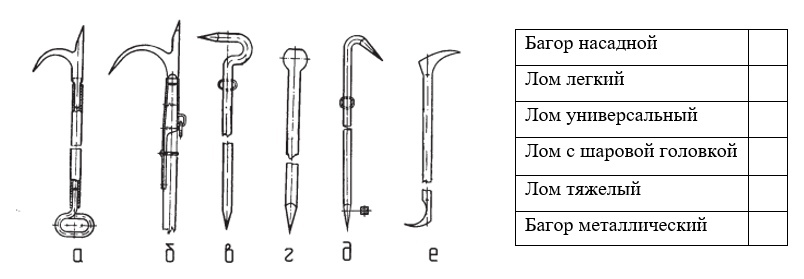 Багор насадной
Лом легкий
Лом универсальный
Лом с шаровой головкой
Лом тяжелый
Багор металлический
а б в г д е